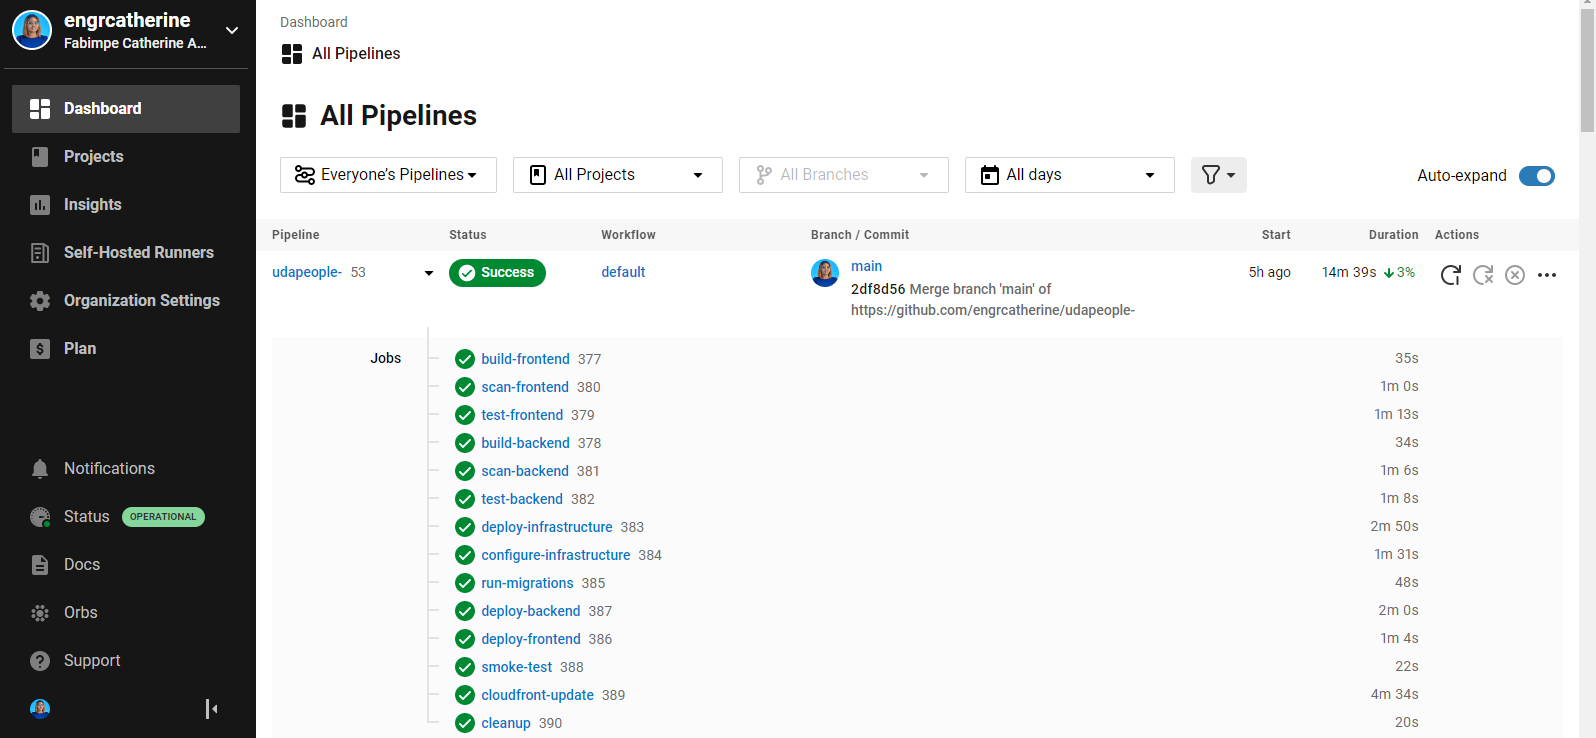 engrcatherine
Fabimpe Catherine A...
Dashboard
Projects
Insights
Self-Hosted Runners
Organization Settings
Plan
Notifications
Status OPERATIONAL
Docs
Orbs
Support
Dashboard
All Pipelines
All Pipelines
Everyone's Pipelines All Projects All Branches All days Auto-expand
Pipeline Status Workflow Branch / Commit Start Duration Actions
udapeople- 53 Success default main 5h ago 14m 39s 3%
2df8d56 Merge branch 'main' of
https://github.com/engrcatherine/udapeople-
Jobs build-frontend 377 35s
scan-frontend 380 1m 0s
test-frontend 379 1m 13s
build-backend 378 34s
scan-backend 381 1m 6s
test-backend 382 1m 8s
deploy-infrastructure 383 2m 50s
configure-infrastructure 384 1m 31s
run-migrations 385 48s
deploy-backend 387 2m 0s
deploy-frontend 386 1m 4s
smoke-test 388 22s
cloudfront-update 389 4m 34s
cleanup 390 20s